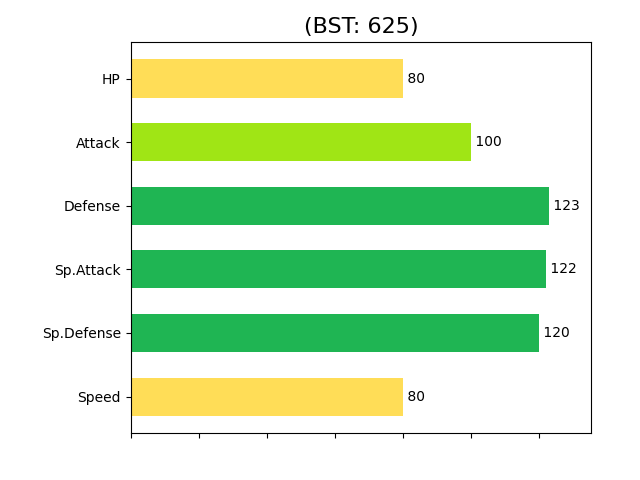 (BST: 625)
HP 80
Attack 100
Defense 123
Sp.Attack 122
Sp.Defense 120
Speed 80